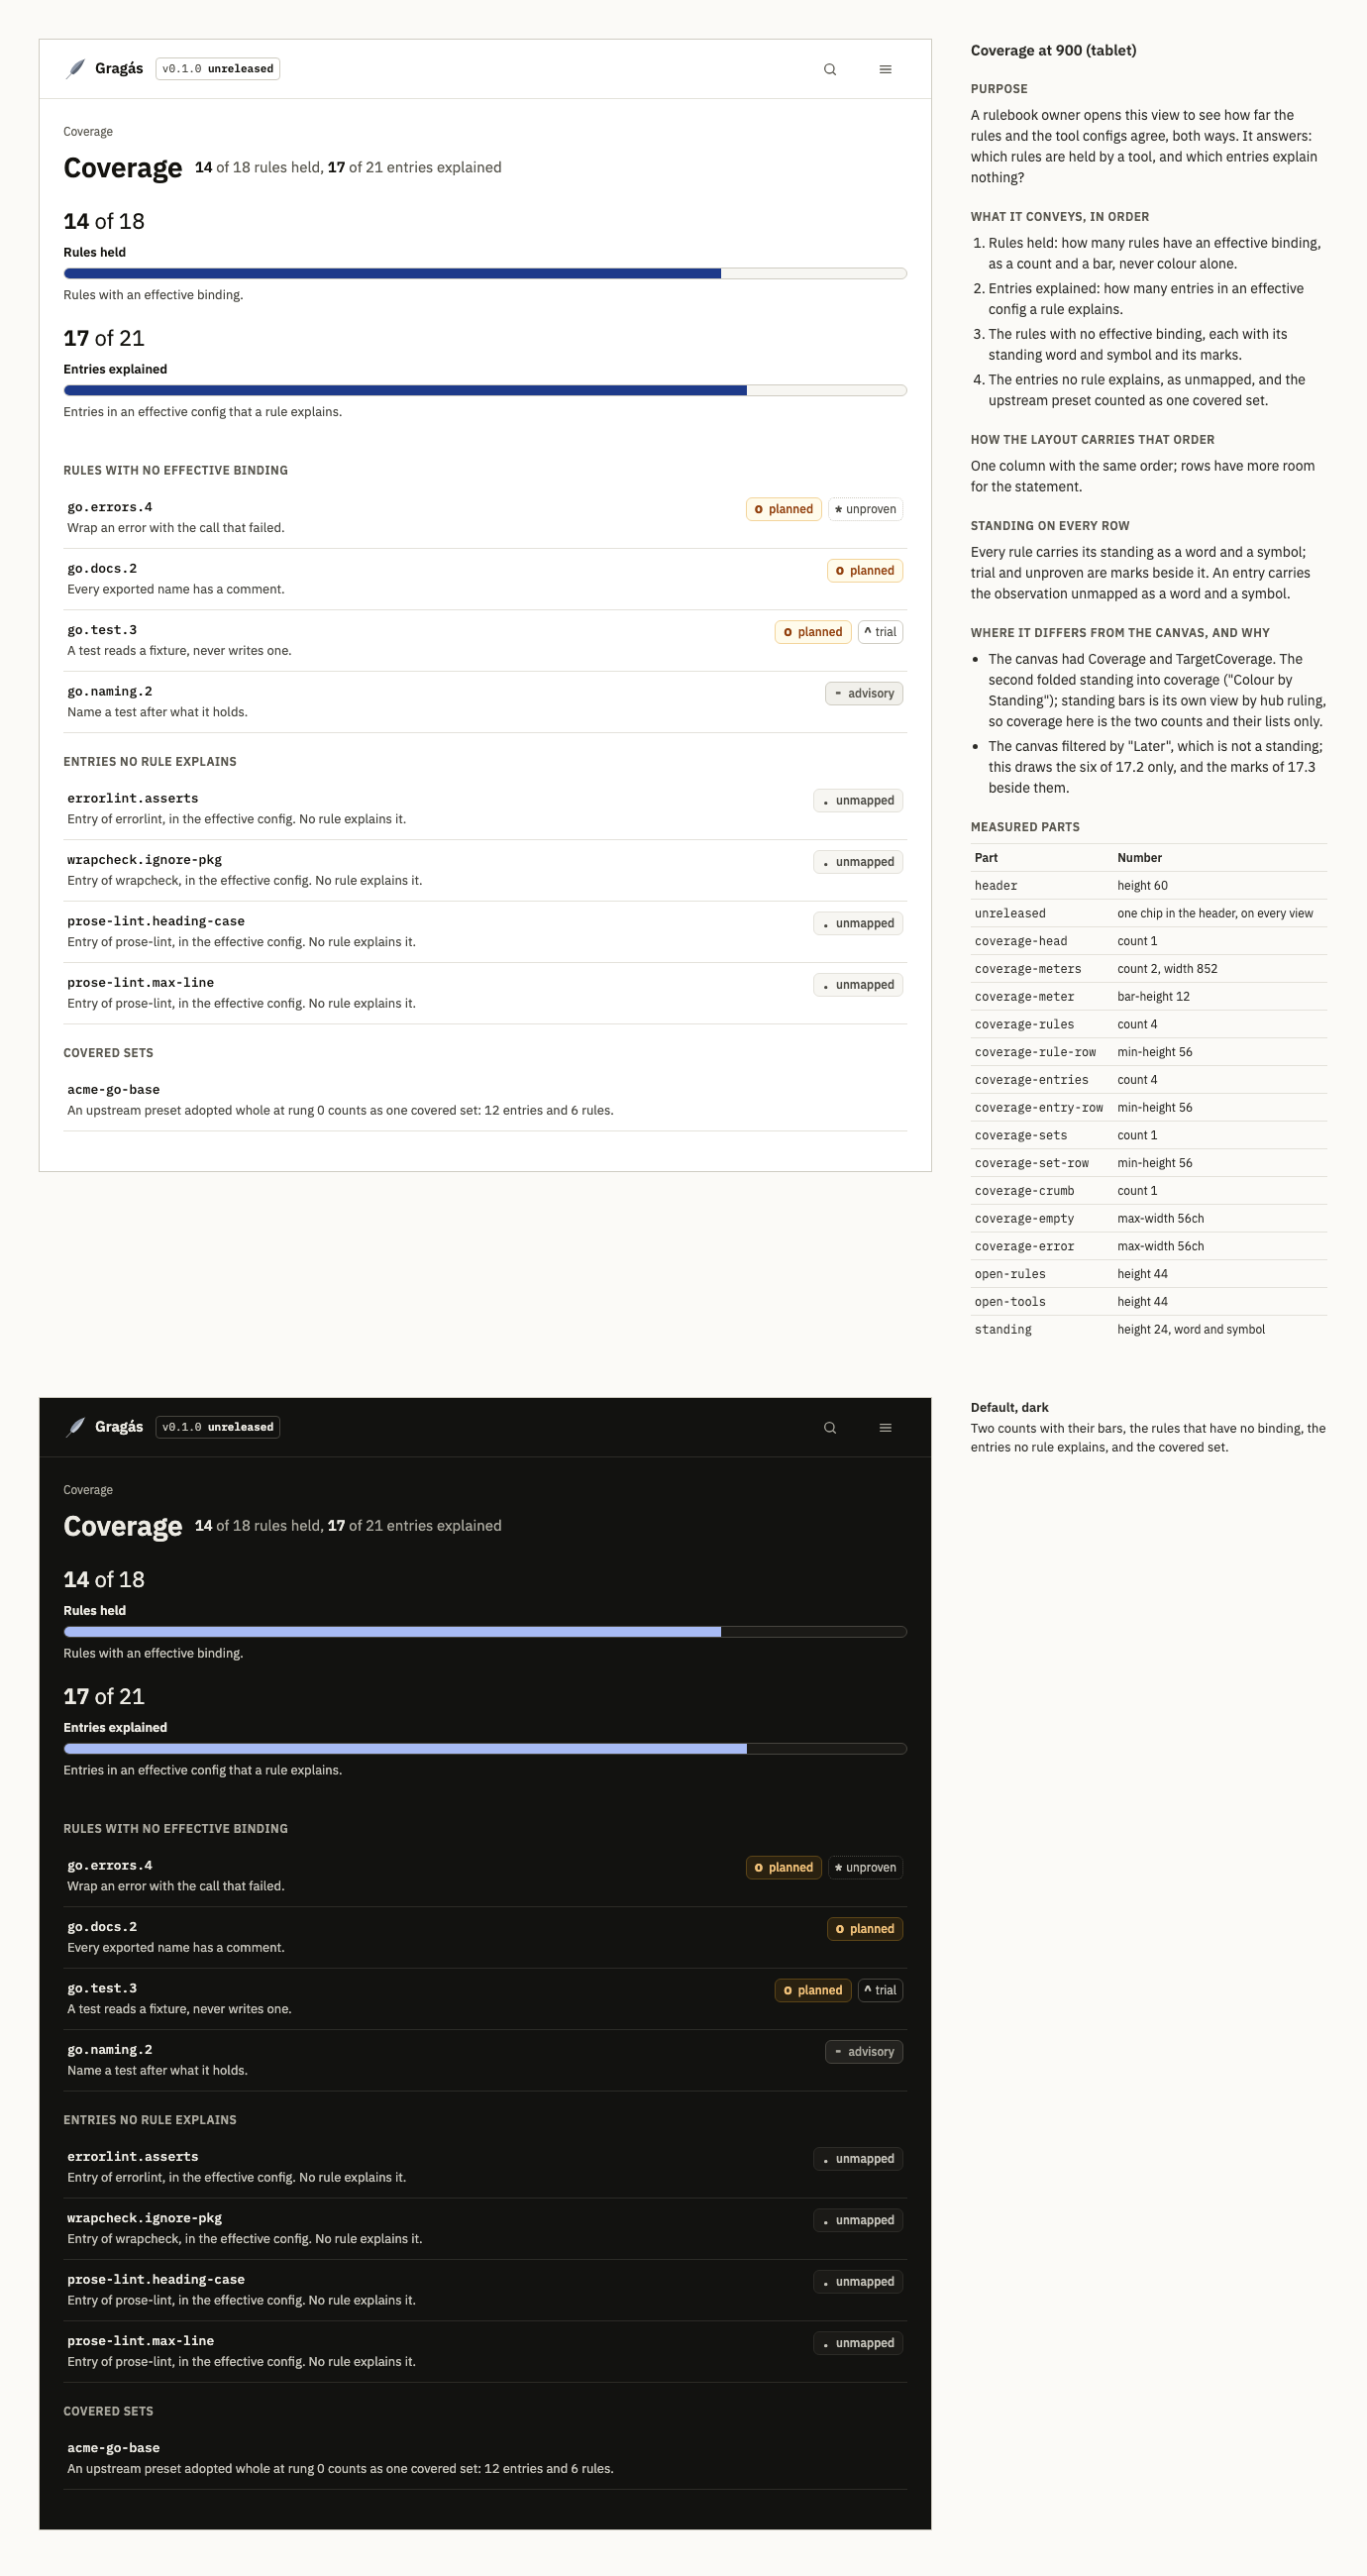 Gragás
v0.1.0 unreleased
Coverage
Coverage 14 of 18 rules held, 17 of 21 entries explained
14 of 18
Rules held
Rules with an effective binding.
17 of 21
Entries explained
Entries in an effective config that a rule explains.
RULES WITH NO EFFECTIVE BINDING
go.errors.4
o planned * unproven
Wrap an error with the call that failed.
go.docs.2
o planned
Every exported name has a comment.
go.test.3
o planned ^ trial
A test reads a fixture, never writes one.
go.naming.2
- advisory
Name a test after what it holds.
ENTRIES NO RULE EXPLAINS
errorlint.asserts
. unmapped
Entry of errorlint, in the effective config. No rule explains it.
wrapcheck.ignore-pkg
. unmapped
Entry of wrapcheck, in the effective config. No rule explains it.
prose-lint.heading-case
. unmapped
Entry of prose-lint, in the effective config. No rule explains it.
prose-lint.max-line
. unmapped
Entry of prose-lint, in the effective config. No rule explains it.
COVERED SETS
acme-go-base
An upstream preset adopted whole at rung 0 counts as one covered set: 12 entries and 6 rules.
Coverage at 900 (tablet)
PURPOSE
A rulebook owner opens this view to see how far the
rules and the tool configs agree, both ways. It answers:
which rules are held by a tool, and which entries explain
nothing?
WHAT IT CONVEYS, IN ORDER
1. Rules held: how many rules have an effective binding,
as a count and a bar, never colour alone.
2. Entries explained: how many entries in an effective
config a rule explains.
3. The rules with no effective binding, each with its
standing word and symbol and its marks.
4. The entries no rule explains, as unmapped, and the
upstream preset counted as one covered set.
HOW THE LAYOUT CARRIES THAT ORDER
One column with the same order; rows have more room
for the statement.
STANDING ON EVERY ROW
Every rule carries its standing as a word and a symbol;
trial and unproven are marks beside it. An entry carries
the observation unmapped as a word and a symbol.
WHERE IT DIFFERS FROM THE CANVAS, AND WHY
• The canvas had Coverage and TargetCoverage. The
second folded standing into coverage ("Colour by
Standing"); standing bars is its own view by hub ruling,
so coverage here is the two counts and their lists only.
• The canvas filtered by "Later", which is not a standing;
this draws the six of 17.2 only, and the marks of 17.3
beside them.
MEASURED PARTS
Part Number
header height 60
unreleased one chip in the header, on every view
coverage-head count 1
coverage-meters count 2, width 852
coverage-meter bar-height 12
coverage-rules count 4
coverage-rule-row min-height 56
coverage-entries count 4
coverage-entry-row min-height 56
coverage-sets count 1
coverage-set-row min-height 56
coverage-crumb count 1
coverage-empty max-width 56ch
coverage-error max-width 56ch
open-rules height 44
open-tools height 44
standing height 24, word and symbol
Gragás
v0.1.0 unreleased
Coverage
Coverage 14 of 18 rules held, 17 of 21 entries explained
14 of 18
Rules held
Rules with an effective binding.
17 of 21
Entries explained
Entries in an effective config that a rule explains.
RULES WITH NO EFFECTIVE BINDING
go.errors.4
o planned * unproven
Wrap an error with the call that failed.
go.docs.2
o planned
Every exported name has a comment.
go.test.3
o planned ^ trial
A test reads a fixture, never writes one.
go.naming.2
- advisory
Name a test after what it holds.
ENTRIES NO RULE EXPLAINS
errorlint.asserts
. unmapped
Entry of errorlint, in the effective config. No rule explains it.
wrapcheck.ignore-pkg
. unmapped
Entry of wrapcheck, in the effective config. No rule explains it.
prose-lint.heading-case
. unmapped
Entry of prose-lint, in the effective config. No rule explains it.
prose-lint.max-line
. unmapped
Entry of prose-lint, in the effective config. No rule explains it.
COVERED SETS
acme-go-base
An upstream preset adopted whole at rung 0 counts as one covered set: 12 entries and 6 rules.
Default, dark
Two counts with their bars, the rules that have no binding, the
entries no rule explains, and the covered set.